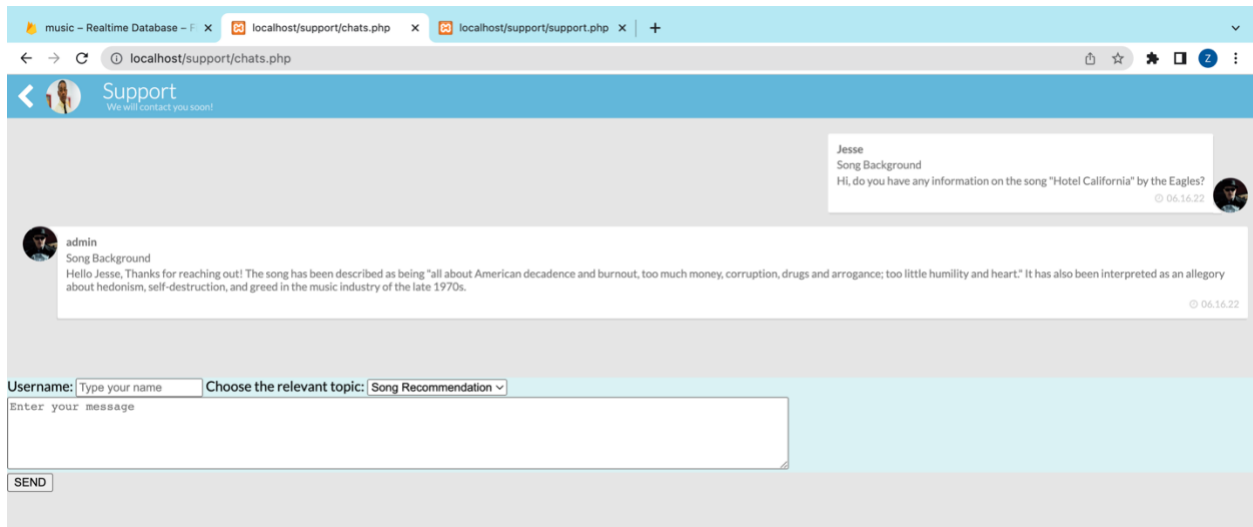 music – Realtime Database – F
localhost/support/chats.php
localhost/support/support.php
localhost/support/chats.php
Z
Support
We will contact you soon!
Jesse
Song Background
Hi, do you have any information on the song "Hotel California" by the Eagles?
06.16.22
admin
Song Background
Hello Jesse, Thanks for reaching out! The song has been described as being "all about American decadence and burnout, too much money, corruption, drugs and arrogance; too little humility and heart." It has also been interpreted as an allegory
about hedonism, self-destruction, and greed in the music industry of the late 1970s.
06.16.22
Username: Type your name Choose the relevant topic: Song Recommendation
Enter your message
SEND